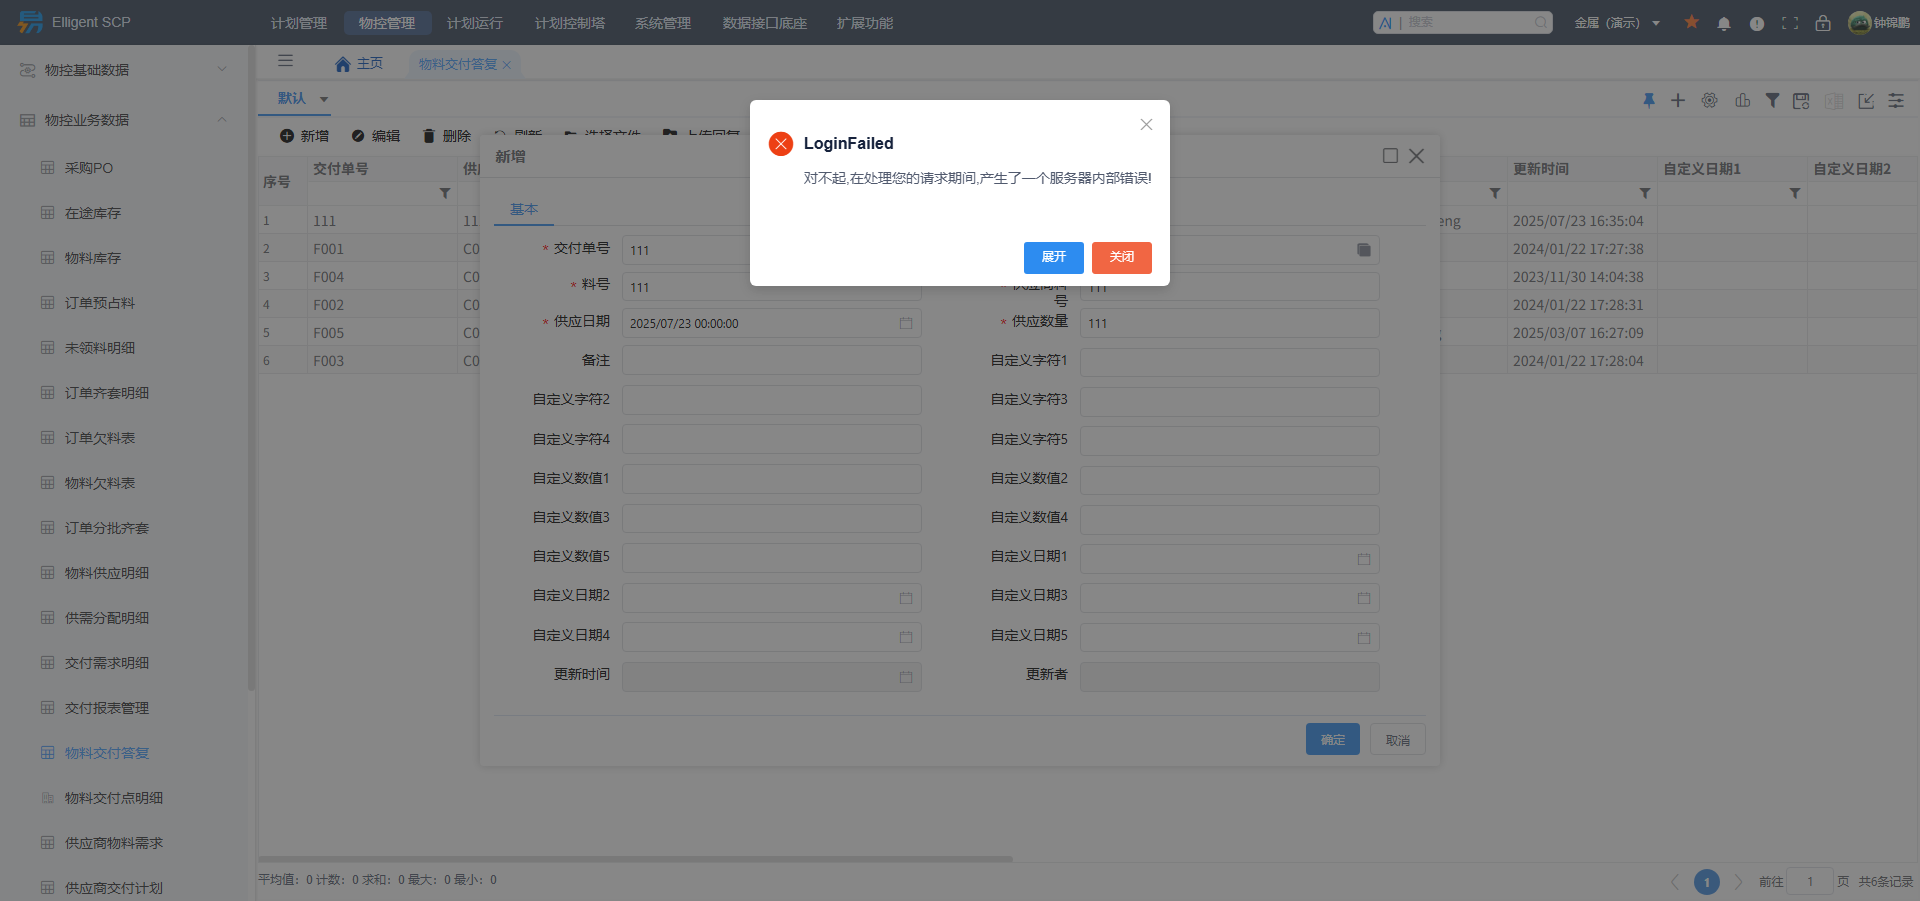 Elligent SCP
计划管理
物控管理
计划运行
计划控制塔
系统管理
数据接口底座
扩展功能
AI | 搜索
金属（演示）
钟锦鹏
物控基础数据
物控业务数据
采购PO
在途库存
物料库存
订单预占料
未领料明细
订单齐套明细
订单欠料表
物料欠料表
订单分批齐套
物料供应明细
供需分配明细
交付需求明细
交付报表管理
物料交付答复
物料交付点明细
供应商物料需求
供应商交付计划
主页
物料交付答复
默认
新增
编辑
删除
刷新
选择文件
上传回复
序号
交付单号
更新时间
自定义日期1
自定义日期2
1 111 11 eng 2025/07/23 16:35:04
2 F001 C0 2024/01/22 17:27:38
3 F004 C0 2023/11/30 14:04:38
4 F002 C0 2024/01/22 17:28:31
5 F005 C0 2025/03/07 16:27:09
6 F003 C0 2024/01/22 17:28:04
LoginFailed
对不起,在处理您的请求期间,产生了一个服务器内部错误!
展开
关闭
新增
基本
* 交付单号 111
* 料号 111
* 供应商料号 111
* 供应日期 2025/07/23 00:00:00
* 供应数量 111
备注
自定义字符1
自定义字符2
自定义字符3
自定义字符4
自定义字符5
自定义数值1
自定义数值2
自定义数值3
自定义数值4
自定义数值5
自定义日期1
自定义日期2
自定义日期3
自定义日期4
自定义日期5
更新时间
更新者
确定
取消
平均值: 0 计数: 0 求和: 0 最大: 0 最小: 0
1
前往 1 页 共6条记录